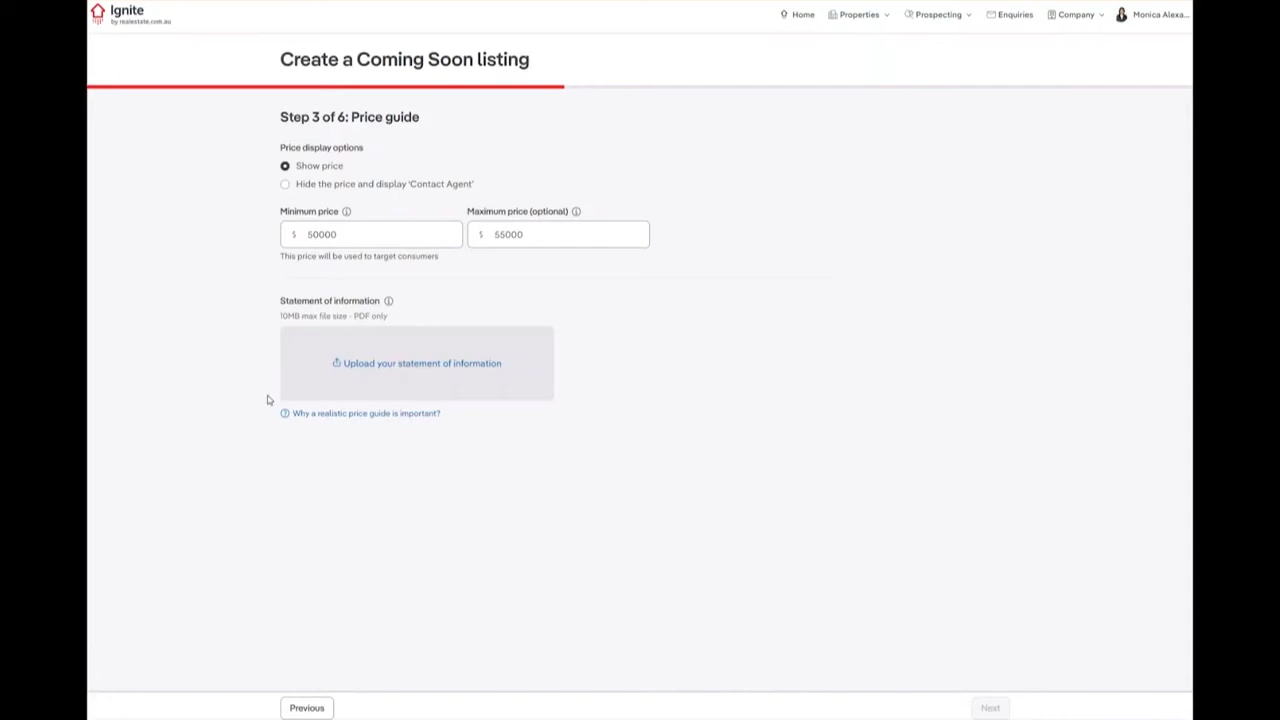 Ignite
by realestate.com.au
Home
Properties
Prospecting
Enquiries
Company
Monica Alexa...
Create a Coming Soon listing
Step 3 of 6: Price guide
Price display options
Show price
Hide the price and display 'Contact Agent'
Minimum price
Maximum price (optional)
$ 50000
$ 55000
This price will be used to target consumers
Statement of information
10MB max file size - PDF only
Upload your statement of information
Why a realistic price guide is important?
Previous
Next